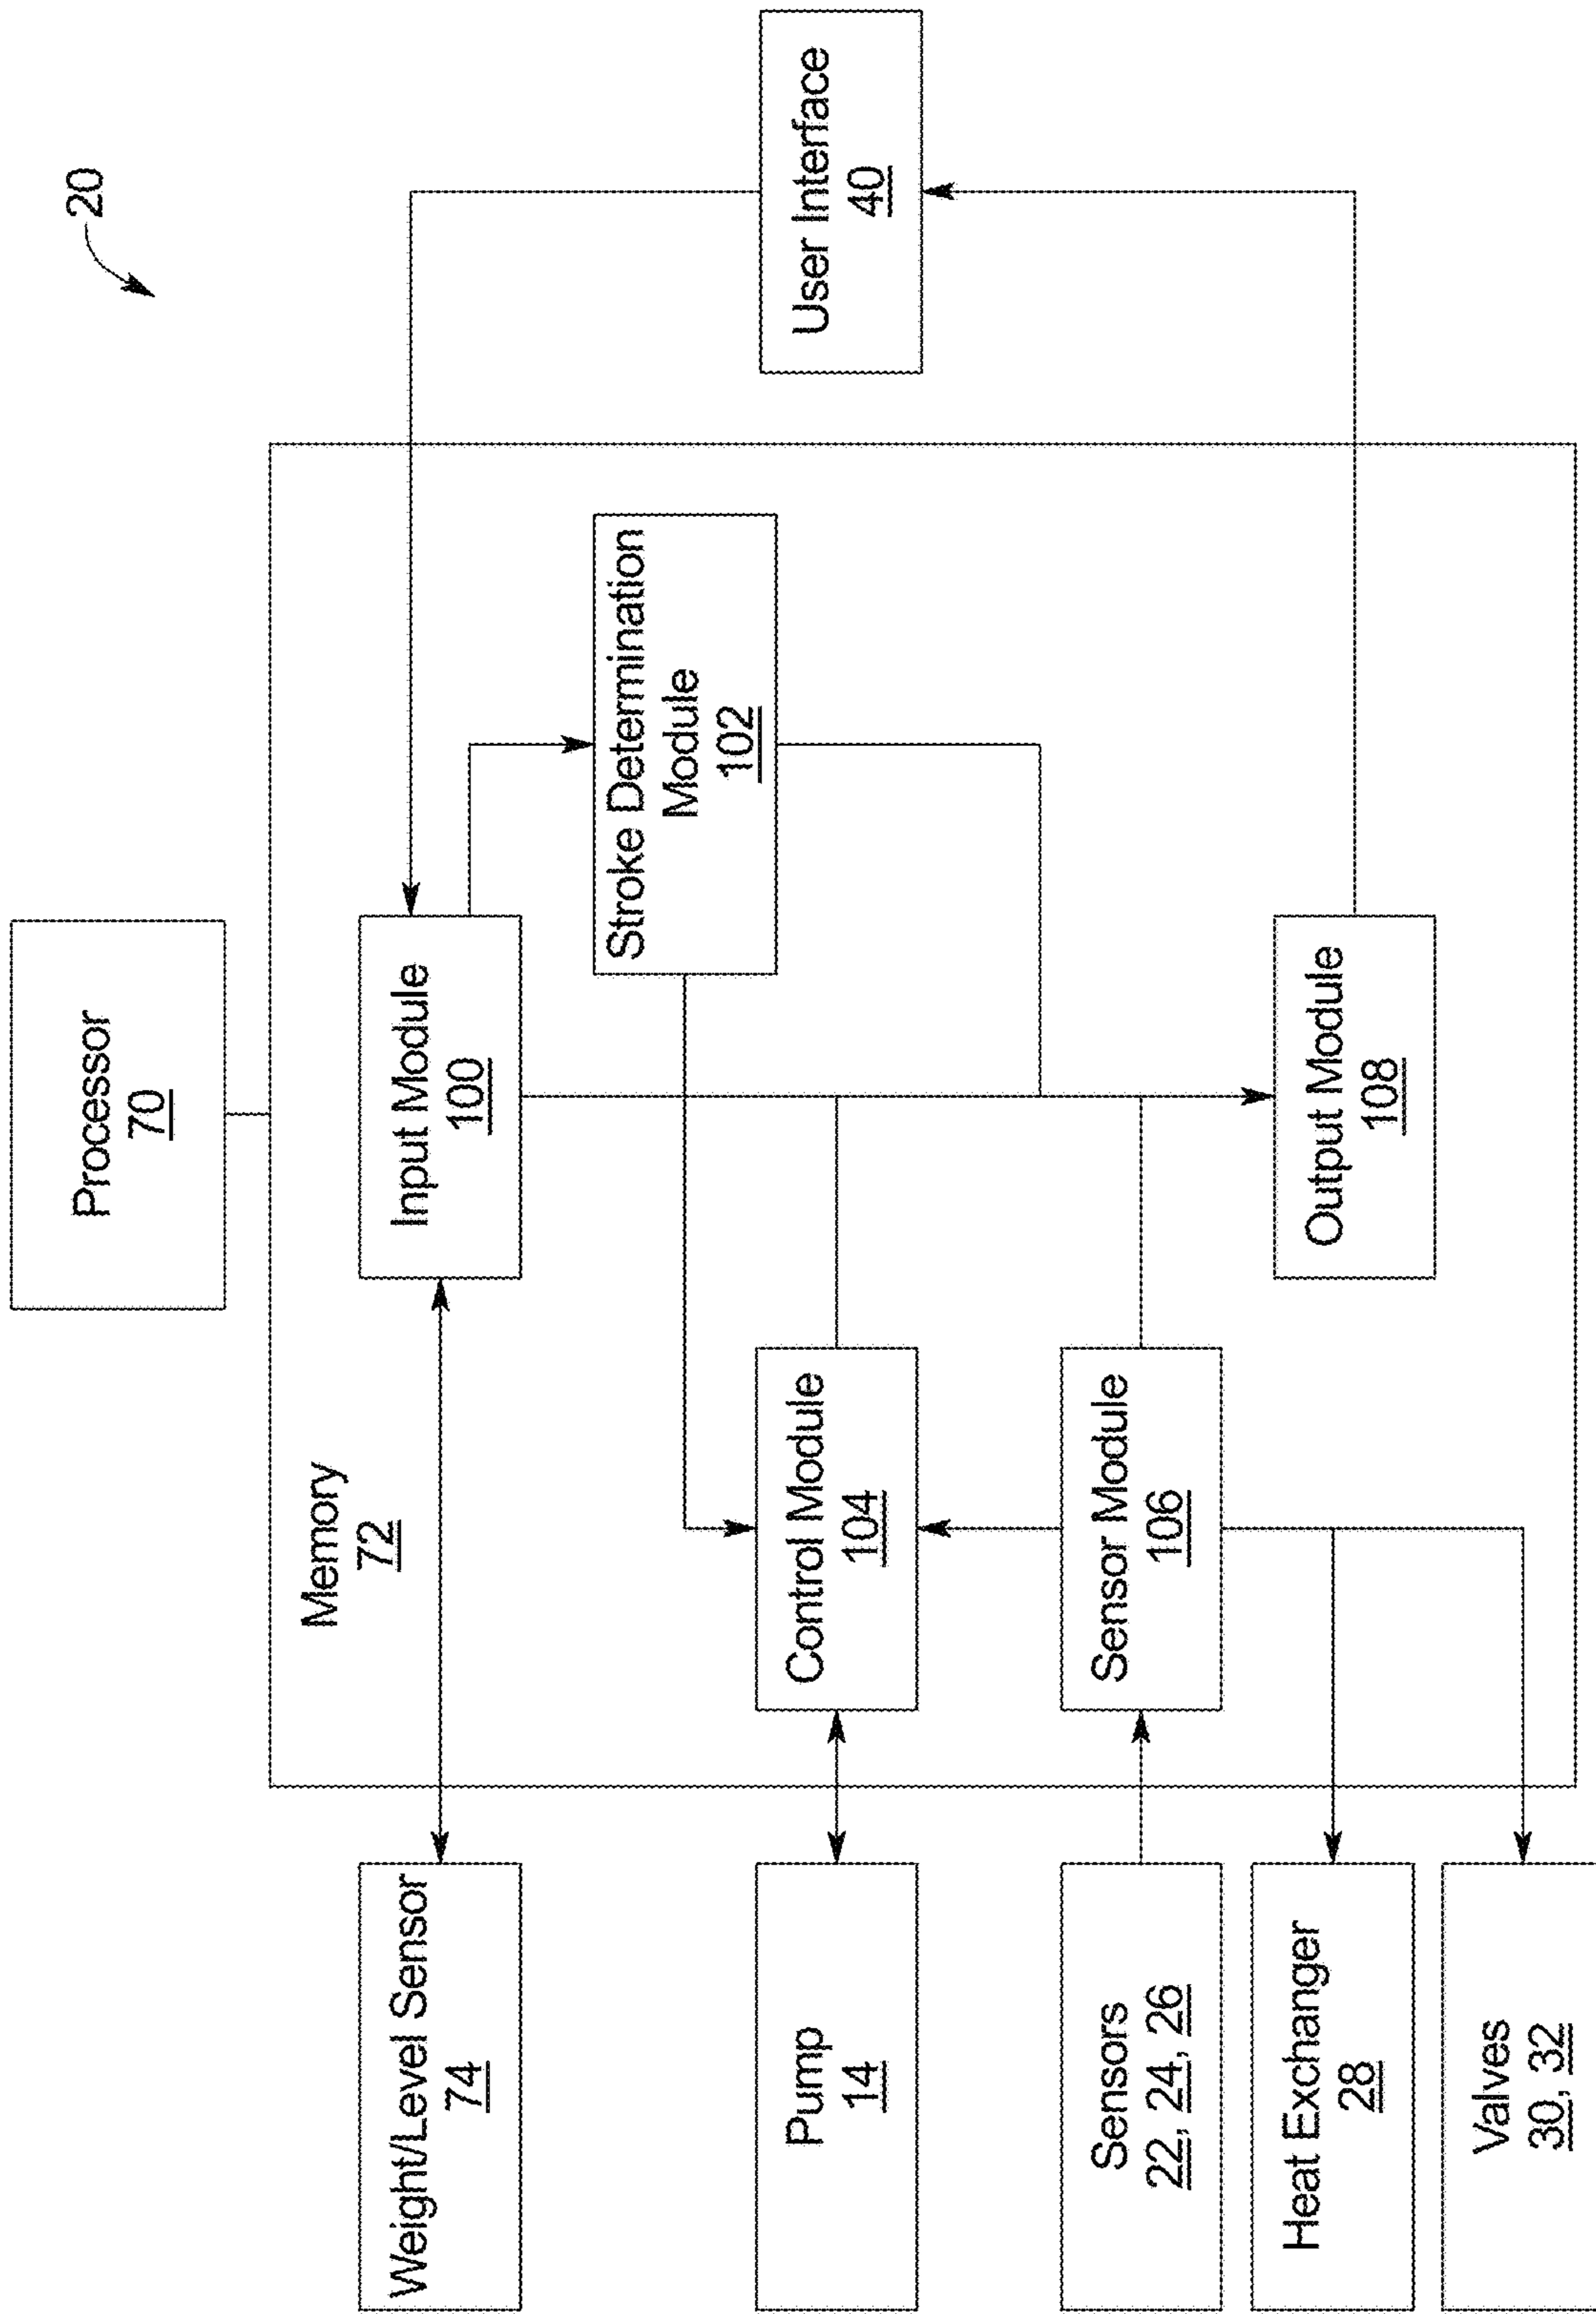 20
Processor
70
Memory
72
Weight/Level Sensor
74
Input Module
100
Stroke Determination
Module
102
User Interface
40
Pump
14
Control Module
104
Sensors
22, 24, 26
Sensor Module
106
Heat Exchanger
28
Output Module
108
Valves
30, 32